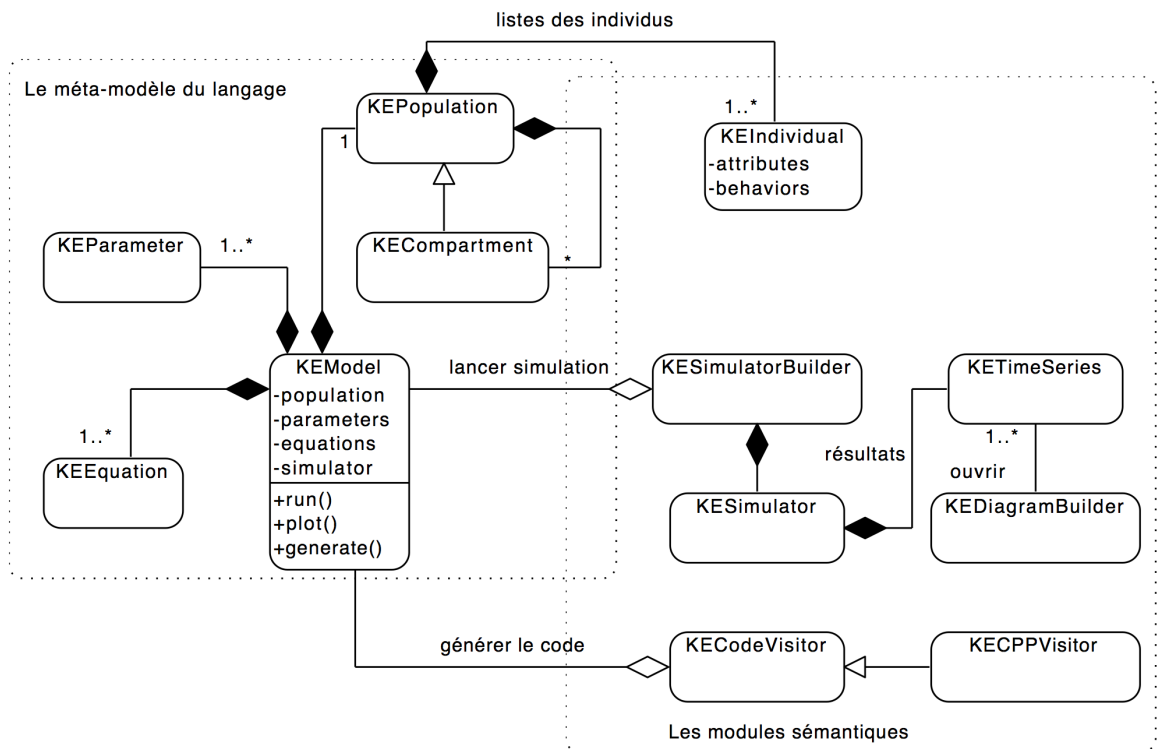 listes des individus
Le méta-modèle du langage
KEPopulation
1..*
1
KEIndividual
-attributes
-behaviors
KEParameter
1..*
KECompartment
*
KEModel
-population
-parameters
-equations
-simulator
+run()
+plot()
+generate()
lancer simulation
KESimulatorBuilder
KETimeSeries
1..*
KEEquation
résultats
1..*
ouvrir
KESimulator
KEDiagramBuilder
générer le code
KECodeVisitor
KECPPVisitor
Les modules sémantiques